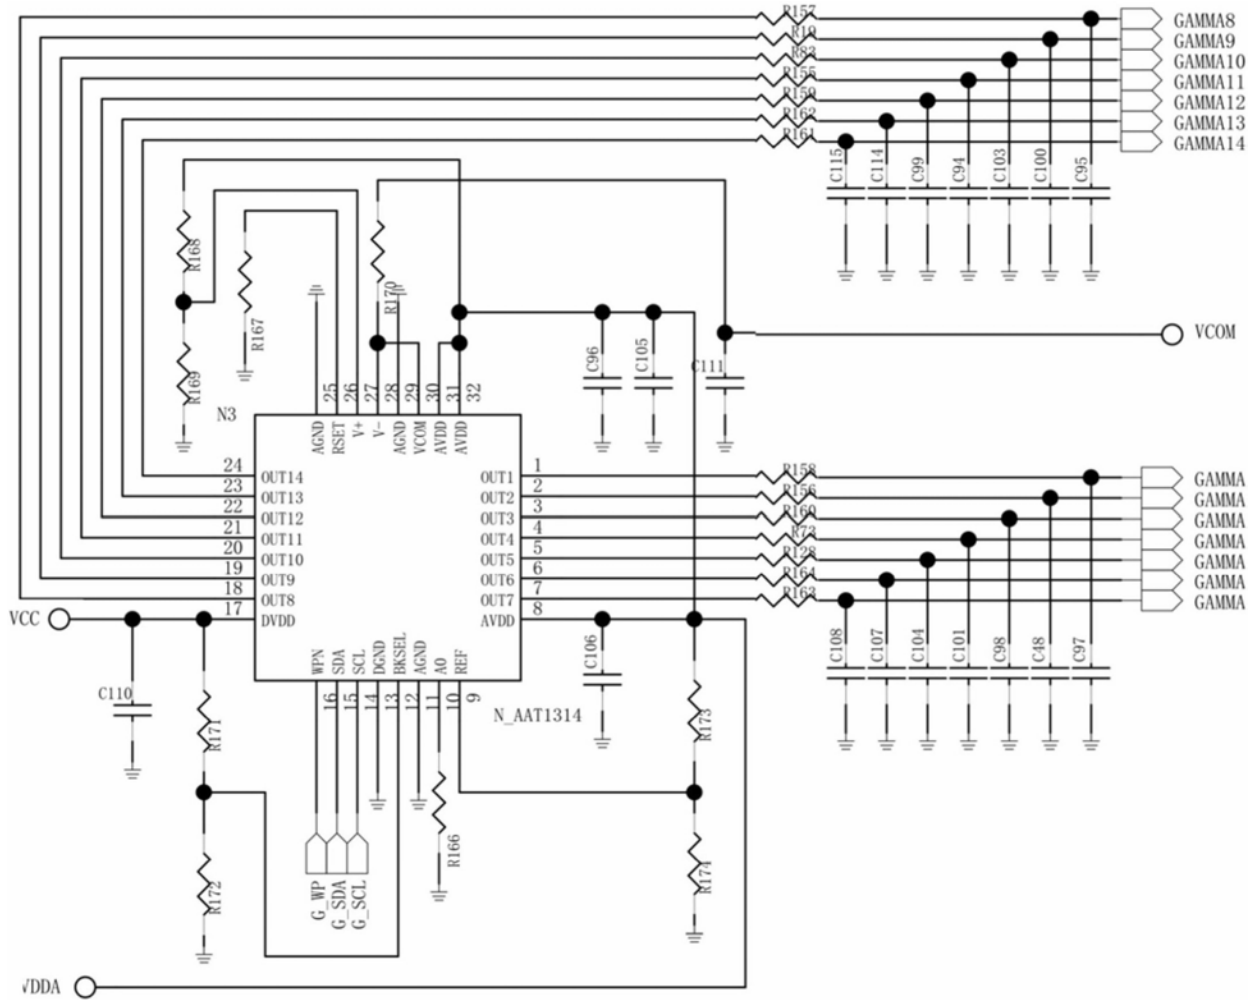 R157
GAMMA8
R19
GAMMA9
R83
GAMMA10
R155
GAMMA11
R159
GAMMA12
R162
GAMMA13
R161
GAMMA14
C115
C114
C99
C94
C103
C100
C95
R168
R170
R167
R169
C96
C105
C111
VCOM
N3
25
26
27
28
29
30
31
32
AGND
RSET
V+
V-
AGND
VCOM
AVDD
AVDD
24
OUT14
OUT1
1
R158
GAMMA
23
OUT13
OUT2
2
R156
GAMMA
22
OUT12
OUT3
3
R160
GAMMA
21
OUT11
OUT4
4
R73
GAMMA
20
OUT10
OUT5
5
R128
GAMMA
19
OUT9
OUT6
6
R164
GAMMA
18
OUT8
OUT7
7
R163
GAMMA
VCC
17
DVDD
AVDD
8
WPN
SDA
SCL
DGND
BKSEL
AGND
A0
REF
16
15
14
13
12
11
10
9
C106
C108
C107
C104
C101
C98
C48
C97
C110
N_AAT1314
R171
R173
R166
R172
R174
G_WP
G_SDA
G_SCL
VDDA